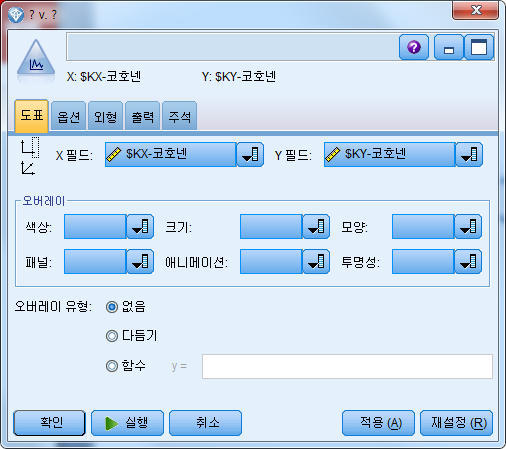 ? v. ?
X: $KX-코호넨 Y: $KY-코호넨
도표 옵션 외형 출력 주석
X 필드: $KX-코호넨 Y 필드: $KY-코호넨
오버레이
색상: 크기: 모양:
패널: 애니메이션: 투명성:
오버레이 유형: 없음
다듬기
함수 y =
확인 실행 취소 적용 (A) 재설정 (R)